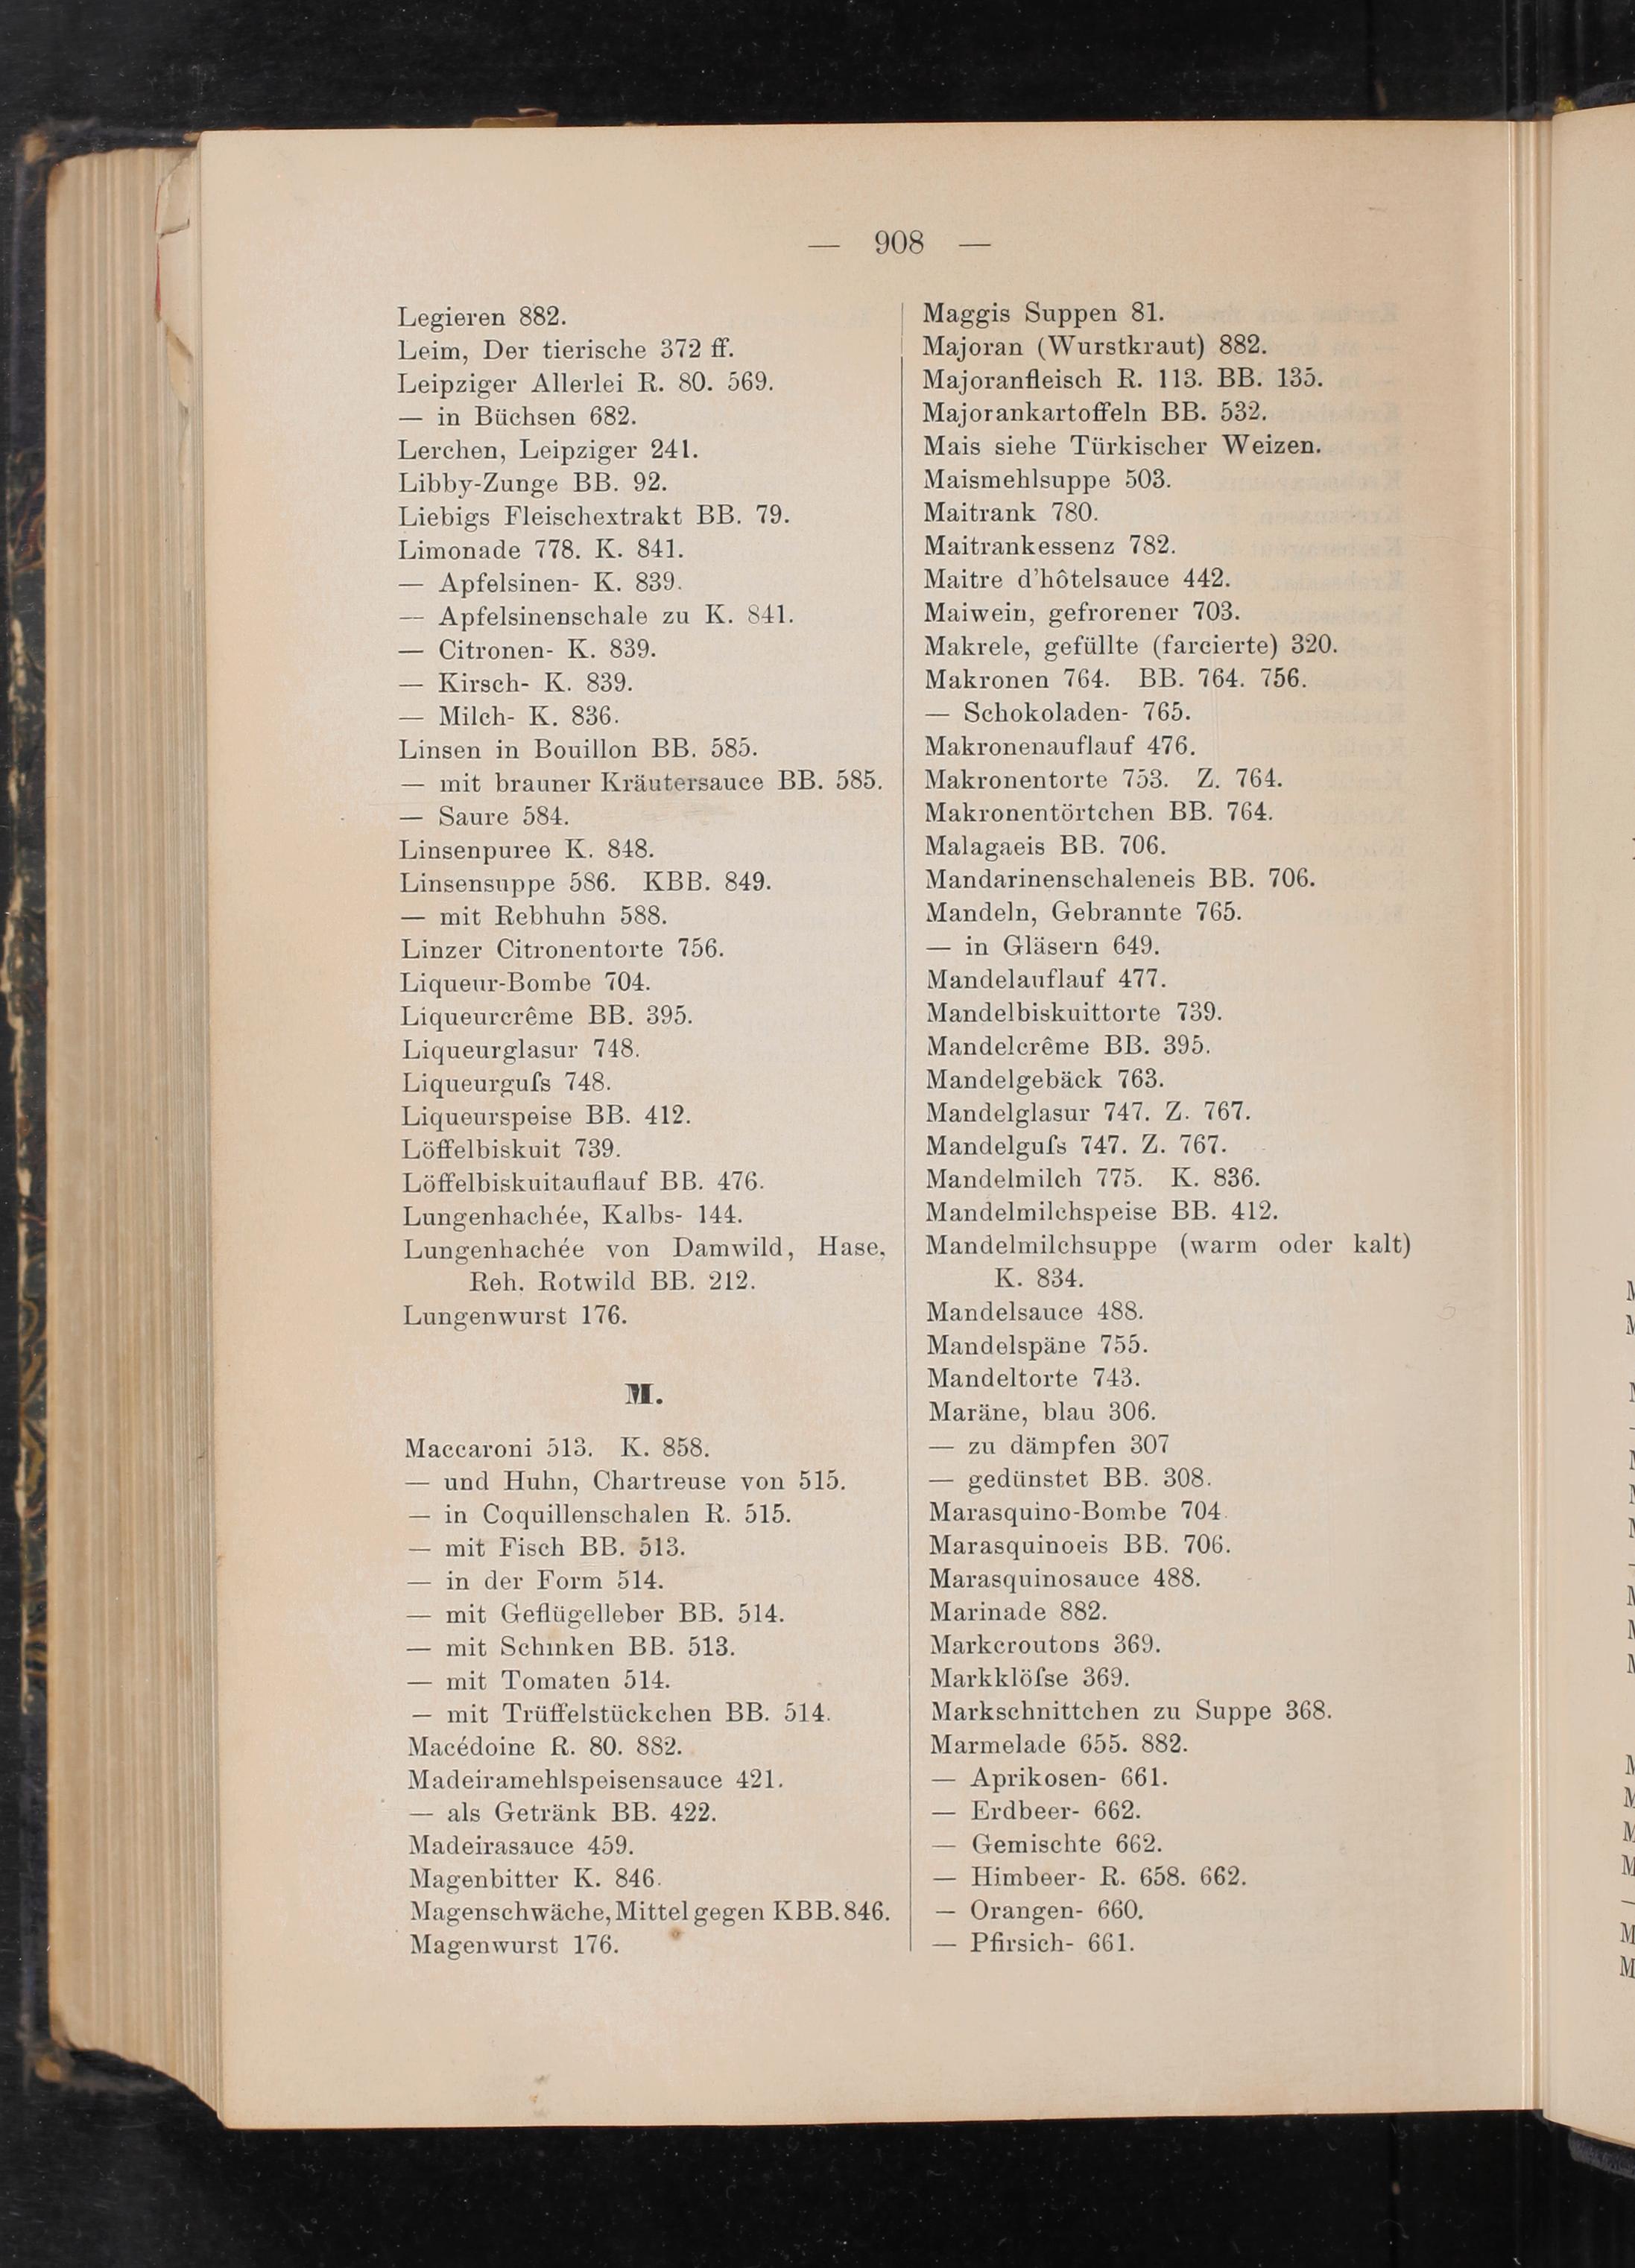 — 908 —
Legieren 882.
Leim, Der tierische 372 ff.
Leipziger Allerlei R. 80. 569.
— in Büchsen 682.
Lerchen, Leipziger 241.
Libby-Zunge BB. 92.
Liebigs Fleischextrakt BB. 79.
Limonade 778. K. 841.
— Apfelsinen- K. 839.
— Apfelsinenschale zu K. 841.
— Citronen- K. 839.
— Kirsch- K. 839.
— Milch- K. 836.
Linsen in Bouillon BB. 585.
— mit brauner Kräutersauce BB. 585.
— Saure 584.
Linsenpuree K. 848.
Linsensuppe 586. KBB. 849.
— mit Rebhuhn 588.
Linzer Citronentorte 756.
Liqueur-Bombe 704.
Liqueurcrême BB. 395.
Liqueurglasur 748.
Liqueurguſs 748.
Liqueurspeise BB. 412.
Löffelbiskuit 739.
Löffelbiskuitauflauf BB. 476.
Lungenhachée, Kalbs- 144.
Lungenhachée von Damwild, Hase,
Reh. Rotwild BB. 212.
Lungenwurst 176.
M.
Maccaroni 513. K. 858.
— und Huhn, Chartreuse von 515.
— in Coquillenschalen R. 515.
— mit Fisch BB. 513.
— in der Form 514.
— mit Geflügelleber BB. 514.
— mit Schinken BB. 513.
— mit Tomaten 514.
— mit Trüffelstückchen BB. 514.
Macédoine R. 80. 882.
Madeiramehlspeisensauce 421.
— als Getränk BB. 422.
Madeirasauce 459.
Magenbitter K. 846.
Magenschwäche, Mittel gegen KBB. 846.
Magenwurst 176.
Maggis Suppen 81.
Majoran (Wurstkraut) 882.
Majoranfleisch R. 113. BB. 135.
Majorankartoffeln BB. 532.
Mais siehe Türkischer Weizen.
Maismehlsuppe 503.
Maitrank 780.
Maitrankessenz 782.
Maitre d'hôtelsauce 442.
Maiwein, gefrorener 703.
Makrele, gefüllte (farcierte) 320.
Makronen 764. BB. 764. 756.
— Schokoladen- 765.
Makronenauflauf 476.
Makronentorte 753. Z. 764.
Makronentörtchen BB. 764.
Malagaeis BB. 706.
Mandarinenschaleneis BB. 706.
Mandeln, Gebrannte 765.
— in Gläsern 649.
Mandelauflauf 477.
Mandelbiskuittorte 739.
Mandelcrême BB. 395.
Mandelgebäck 763.
Mandelglasur 747. Z. 767.
Mandelguſs 747. Z. 767.
Mandelmilch 775. K. 836.
Mandelmilchspeise BB. 412.
Mandelmilchsuppe (warm oder kalt)
K. 834.
Mandelsauce 488.
Mandelspäne 755.
Mandeltorte 743.
Maräne, blau 306.
— zu dämpfen 307
— gedünstet BB. 308.
Marasquino-Bombe 704.
Marasquinoeis BB. 706.
Marasquinosauce 488.
Marinade 882.
Markcroutons 369.
Markklöſse 369.
Markschnittchen zu Suppe 368.
Marmelade 655. 882.
— Aprikosen- 661.
— Erdbeer- 662.
— Gemischte 662.
— Himbeer- R. 658. 662.
— Orangen- 660.
— Pfirsich- 661.